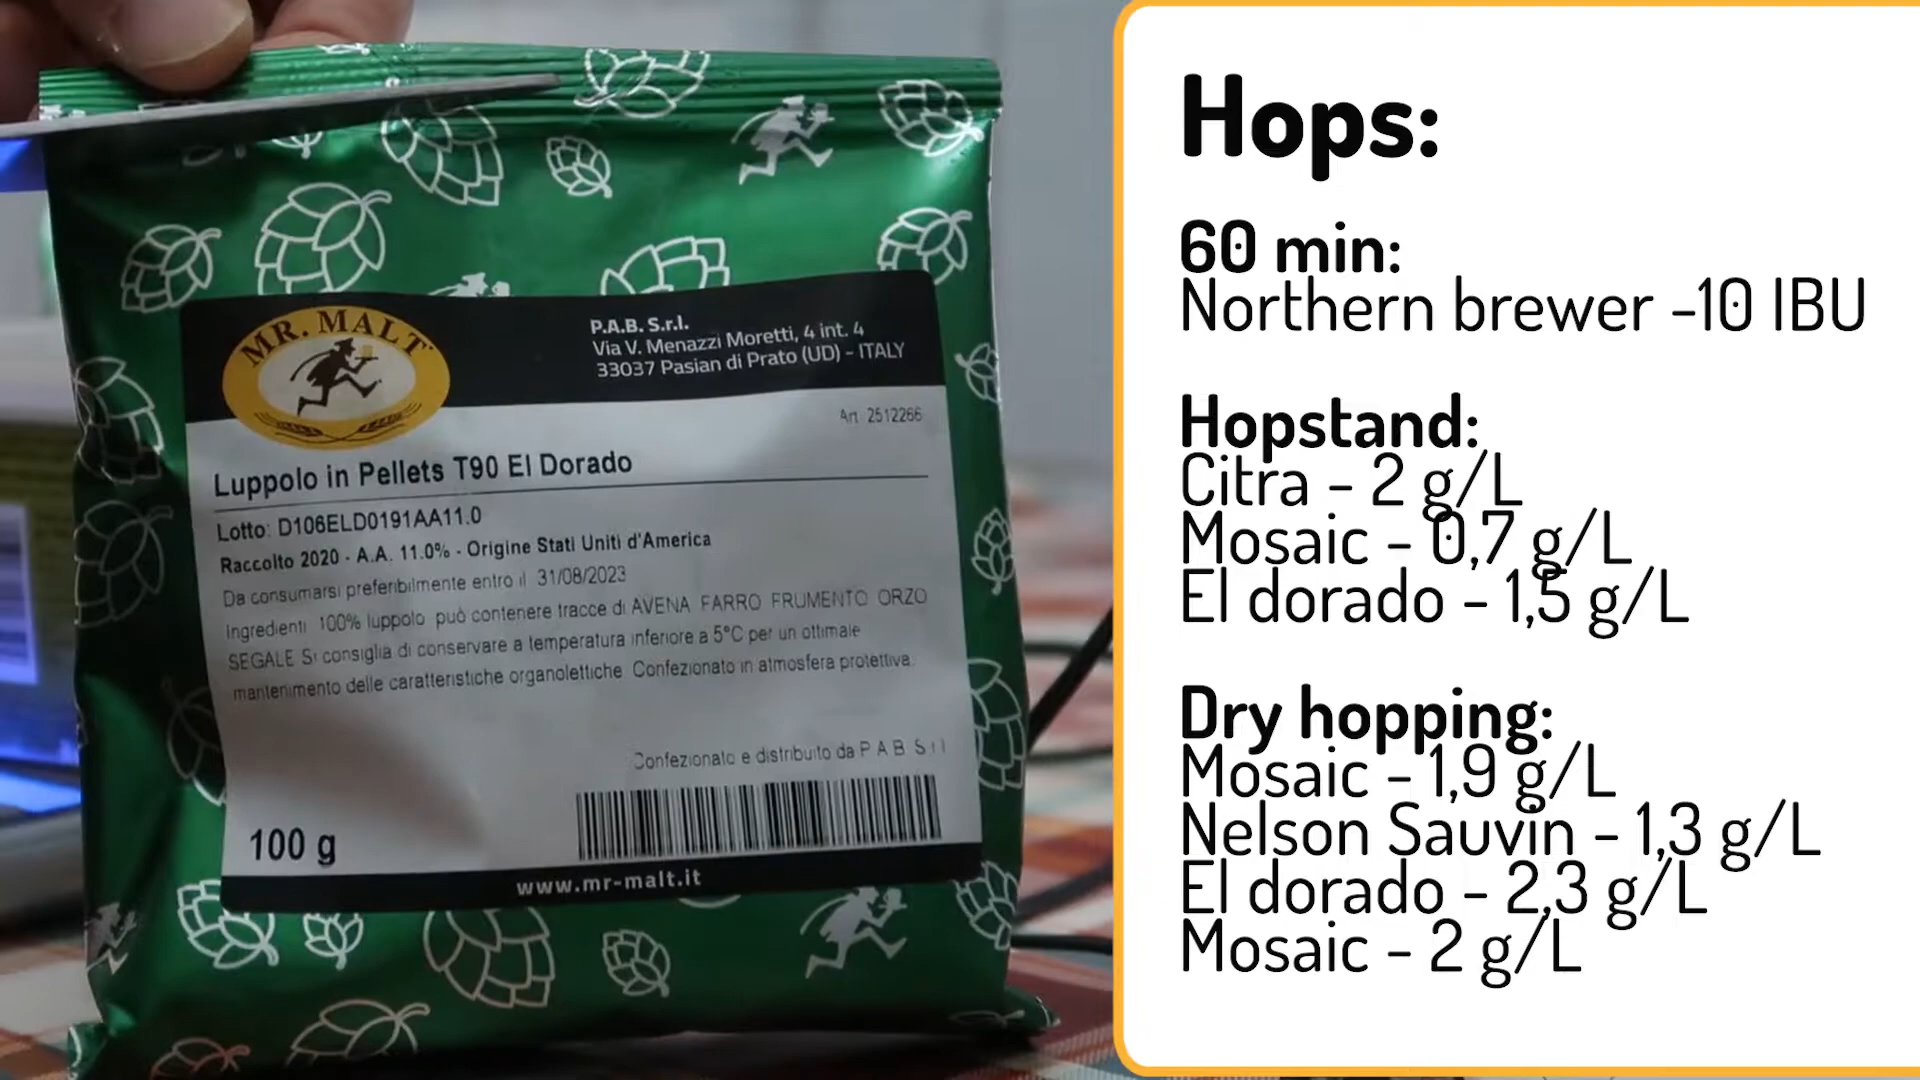 MR. MALT
P.A.B. S.r.l.
Via V. Menazzi Moretti, 4 int. 4
33037 Pasian di Prato (UD) - ITALY
Art. 2512266
Luppolo in Pellets T90 El Dorado
Lotto: D106ELD0191AA11.0
Raccolto 2020 - A.A. 11.0% - Origine Stati Uniti d'America
Da consumarsi preferibilmente entro il 31/08/2023
Ingredienti 100% luppolo può contenere tracce di AVENA FARRO FRUMENTO ORZO
SEGALE Si consiglia di conservare a temperatura inferiore a 5°C per un ottimale
mantenimento delle caratteristiche organolettiche. Confezionato in atmosfera protettiva.
Confezionato e distribuito da P A B S r l
100 g
www.mr-malt.it
Hops:
60 min:
Northern brewer -10 IBU
Hopstand:
Citra - 2 g/L
Mosaic - 0,7 g/L
El dorado - 1,5 g/L
Dry hopping:
Mosaic - 1,9 g/L
Nelson Sauvin - 1,3 g/L
El dorado - 2,3 g/L
Mosaic - 2 g/L